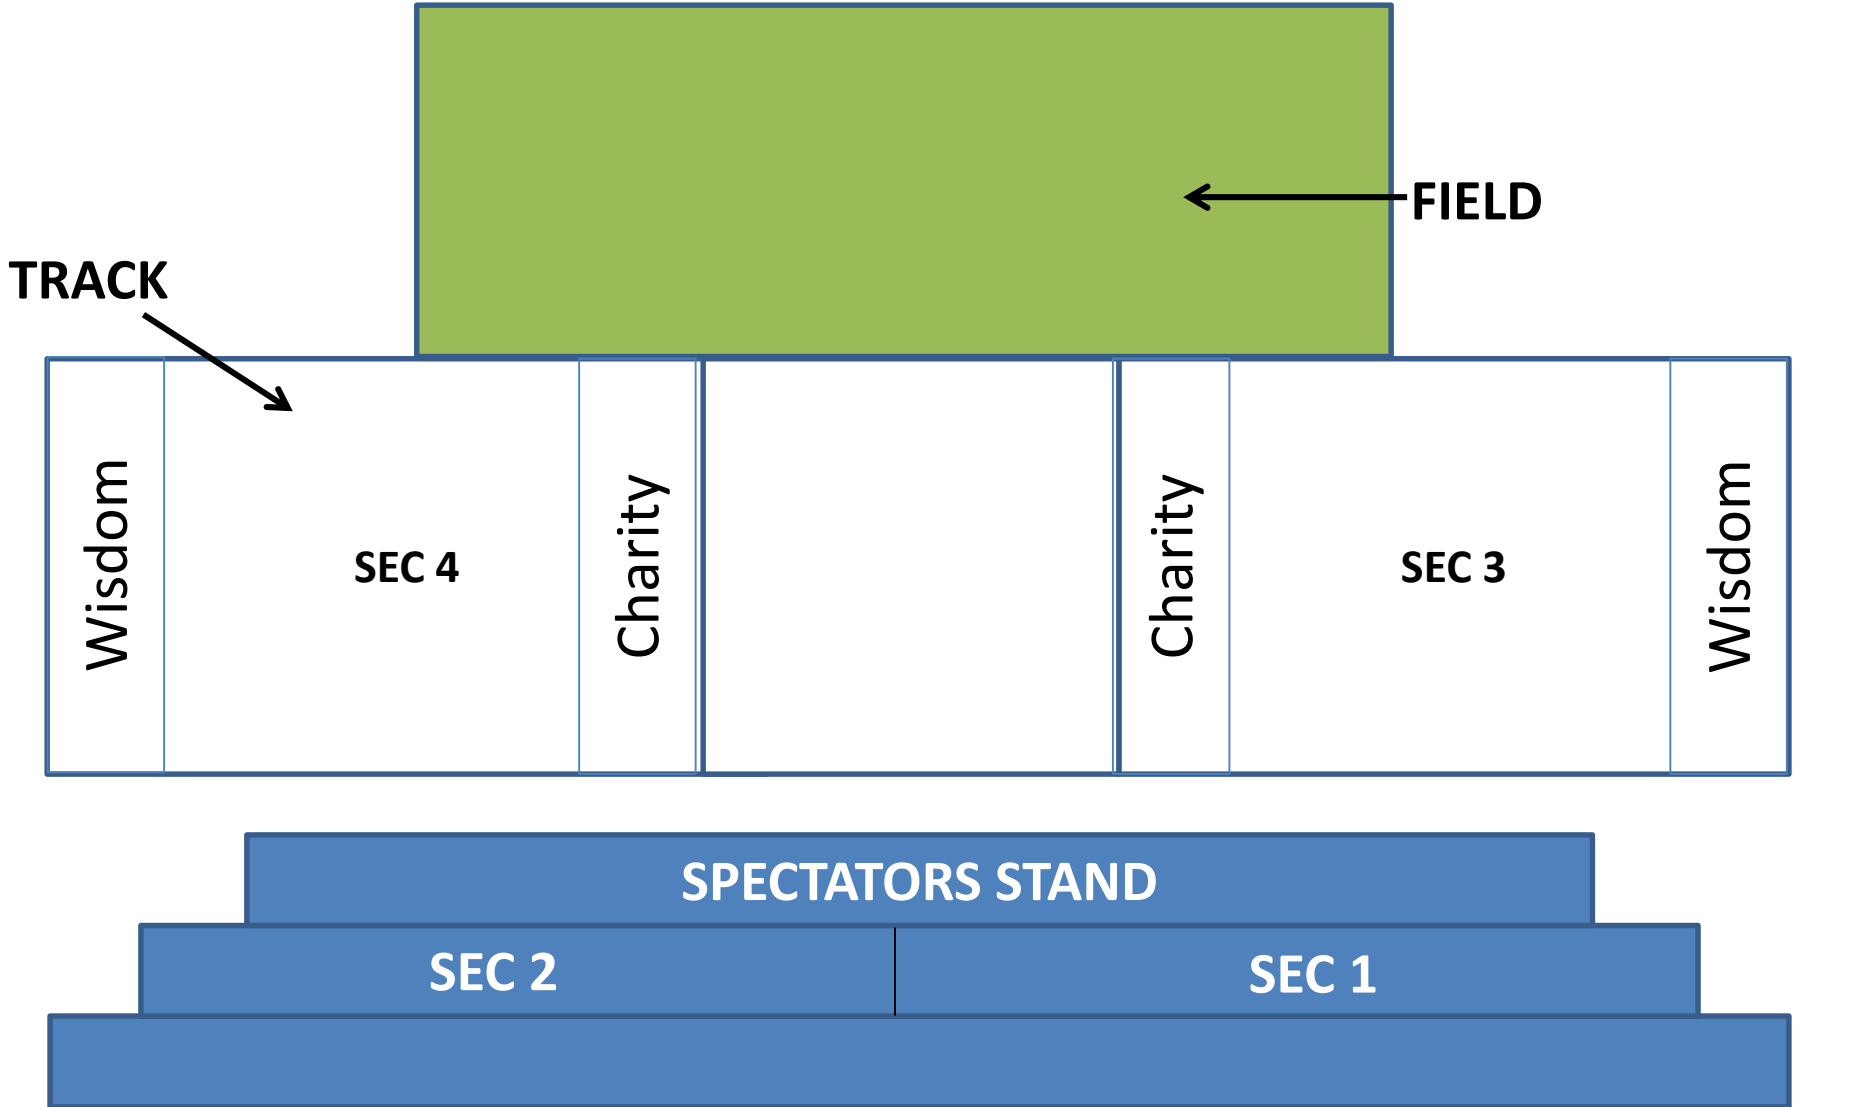 FIELD
TRACK
Wisdom
SEC 4
Charity
Charity
SEC 3
Wisdom
SPECTATORS STAND
SEC 2
SEC 1